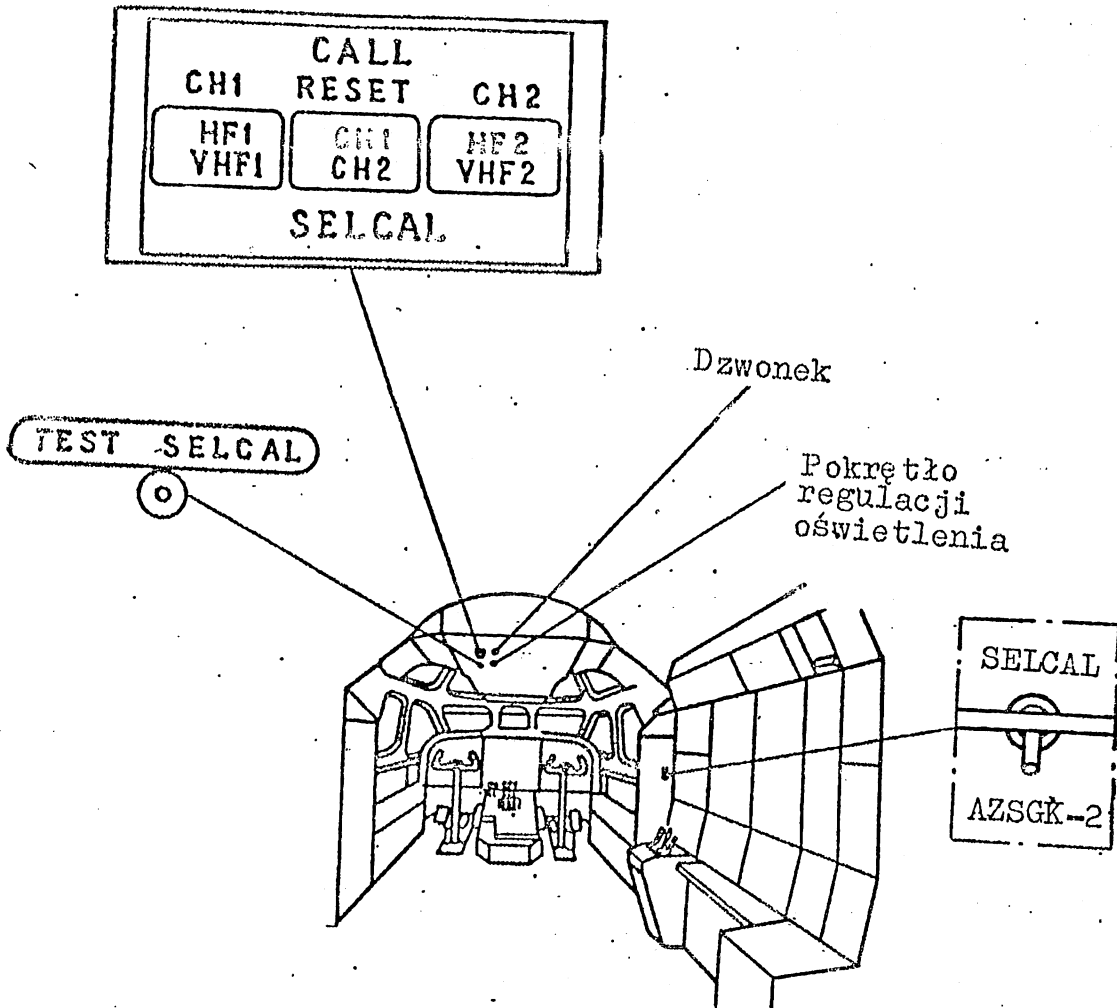 CALL
CH1 RESET CH2
HF1 CH1 HF2
VHF1 CH2 VHF2
SELCAL
Dzwonek
TEST SELCAL
Pokrętło
regulacji
oświetlenia
SELCAL
AZSGK-2